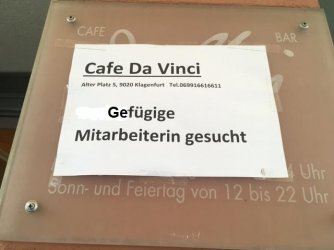 CAFE
BAR
Cafe Da Vinci
Alter Platz 5, 9020 Klagenfurt Tel.069916616611
Gefügige
Mitarbeiterin gesucht
4 Uhr
Sonn- und Feiertag von 12 bis 22 Uhr